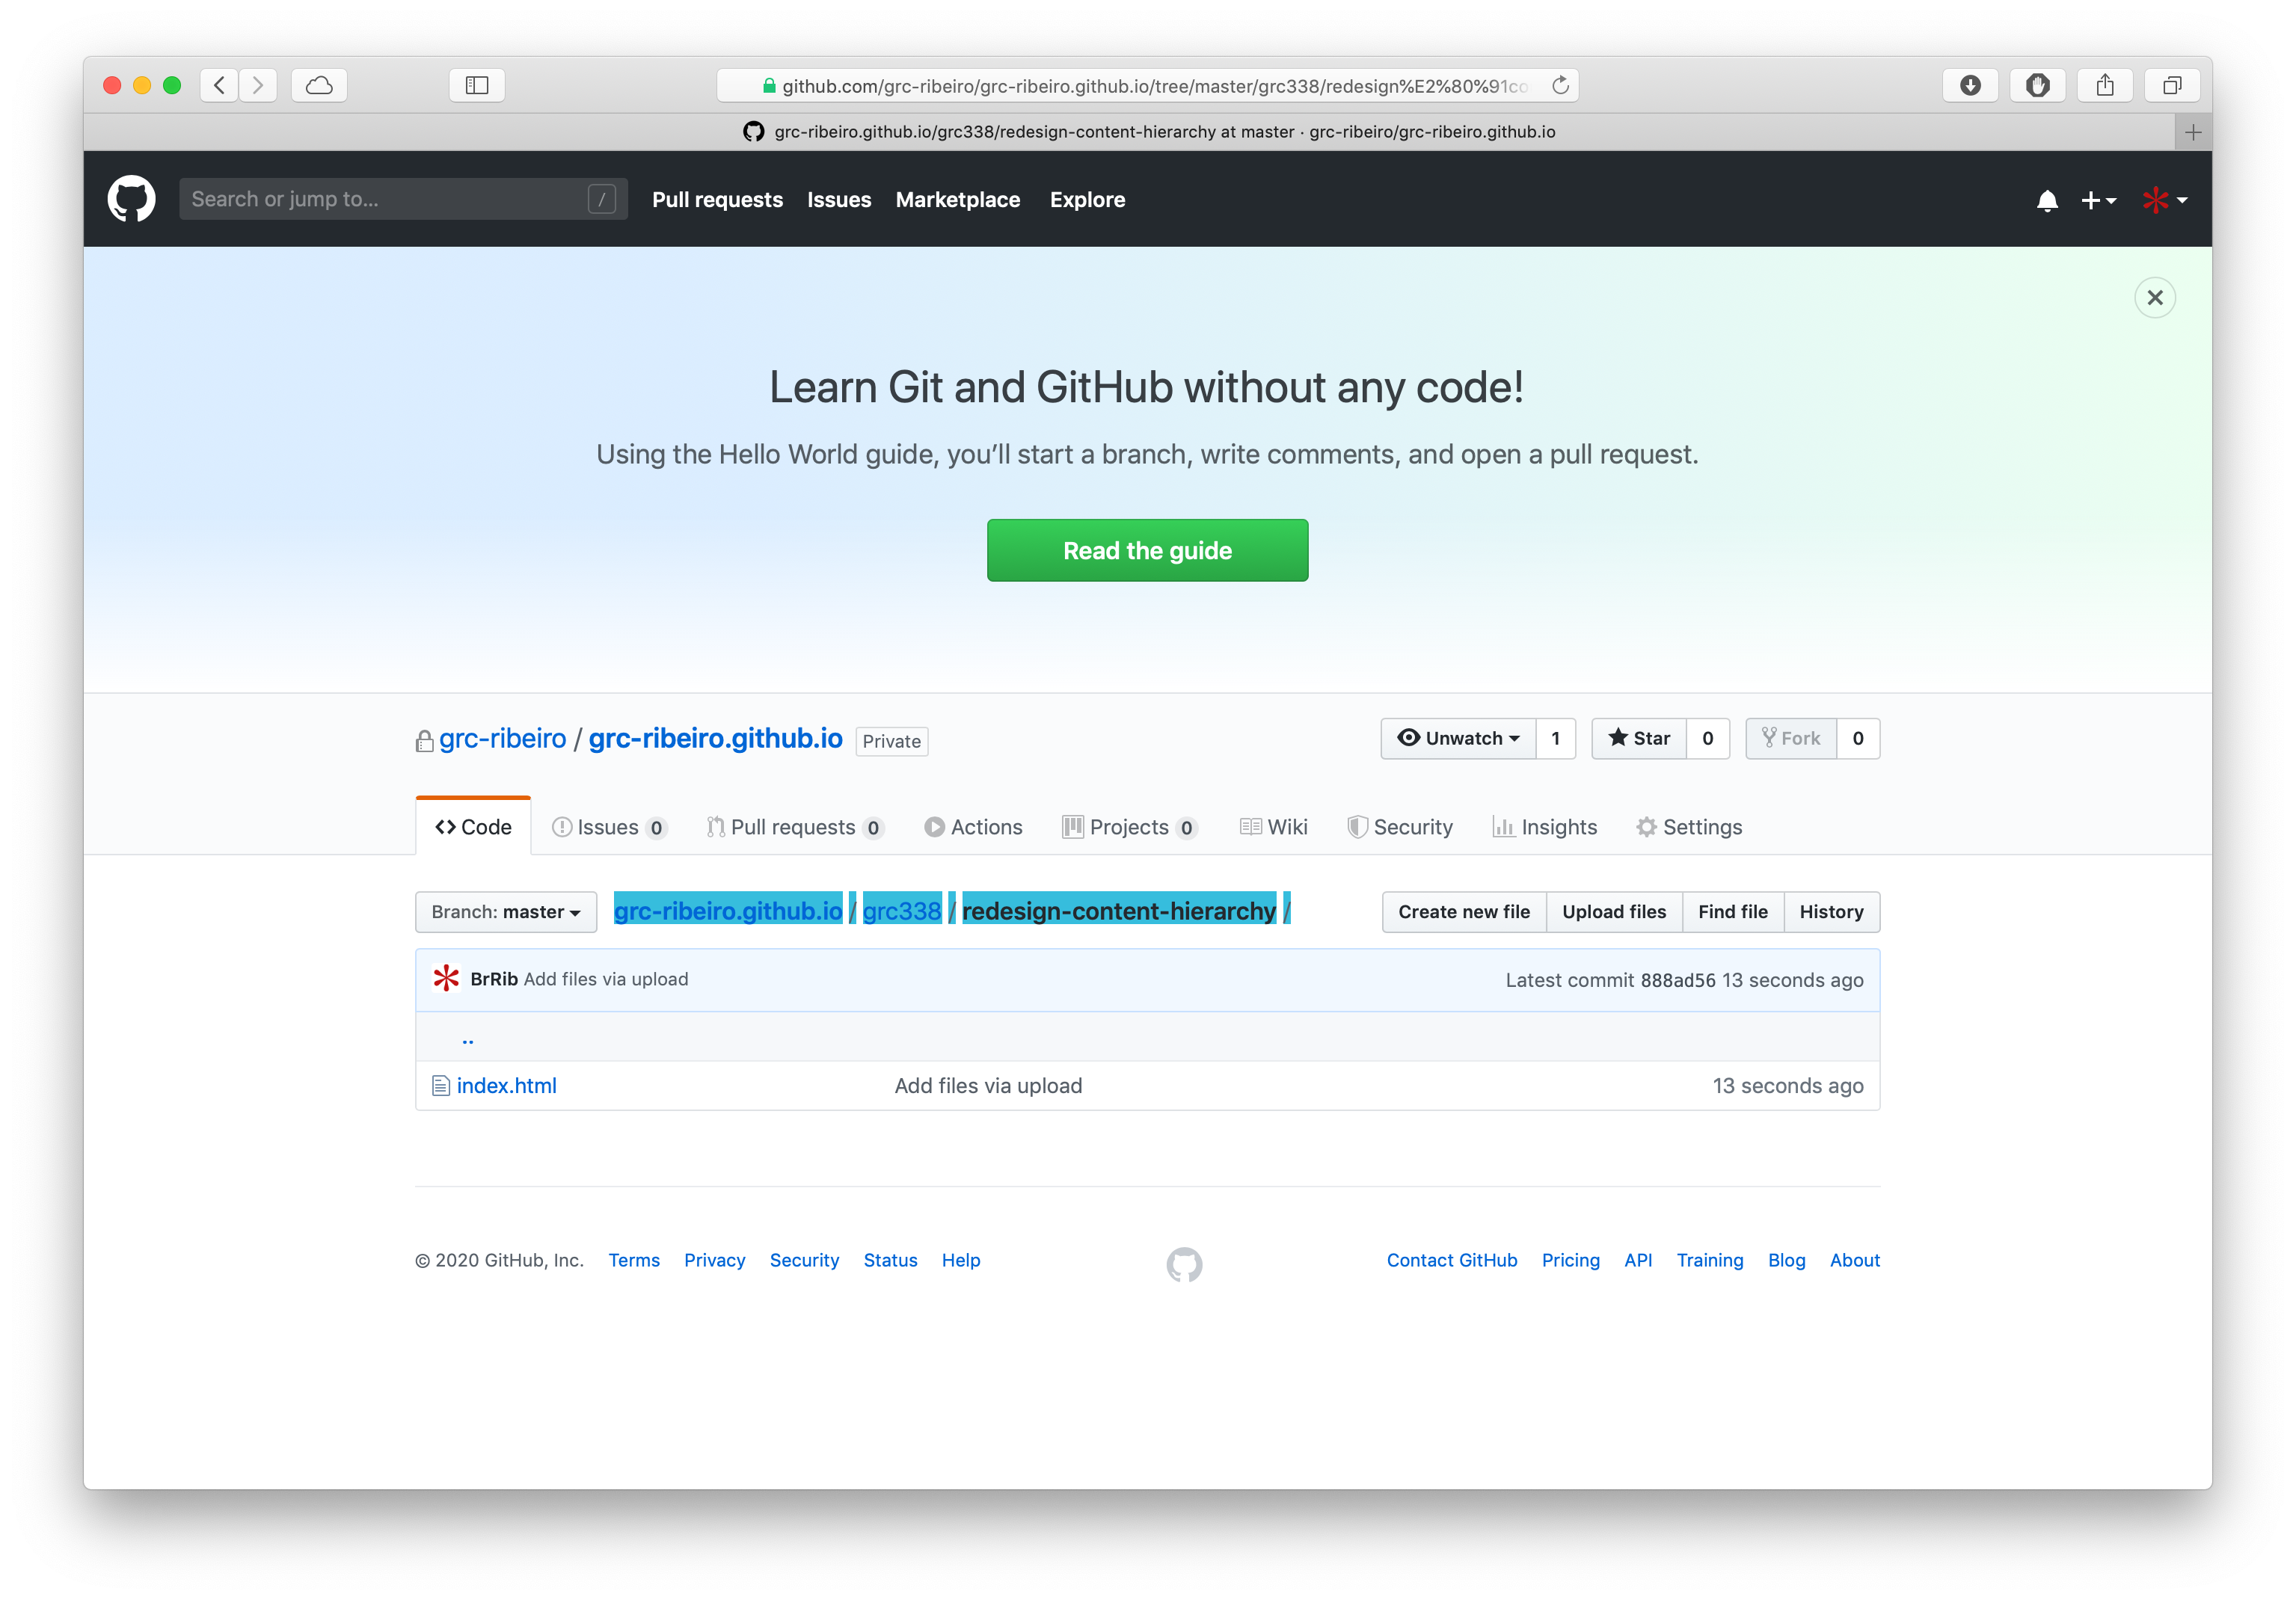 github.com/grc-ribeiro/grc-ribeiro.github.io/tree/master/grc338/redesign%E2%80%91co
grc-ribeiro.github.io/grc338/redesign-content-hierarchy at master · grc-ribeiro/grc-ribeiro.github.io
Search or jump to... / Pull requests Issues Marketplace Explore
Learn Git and GitHub without any code!
Using the Hello World guide, you’ll start a branch, write comments, and open a pull request.
Read the guide
grc-ribeiro / grc-ribeiro.github.io Private Unwatch 1 Star 0 Fork 0
Code Issues 0 Pull requests 0 Actions Projects 0 Wiki Security Insights Settings
Branch: master grc-ribeiro.github.io / grc338 / redesign-content-hierarchy / Create new file Upload files Find file History
BrRib Add files via upload Latest commit 888ad56 13 seconds ago
..
index.html Add files via upload 13 seconds ago
© 2020 GitHub, Inc. Terms Privacy Security Status Help Contact GitHub Pricing API Training Blog About